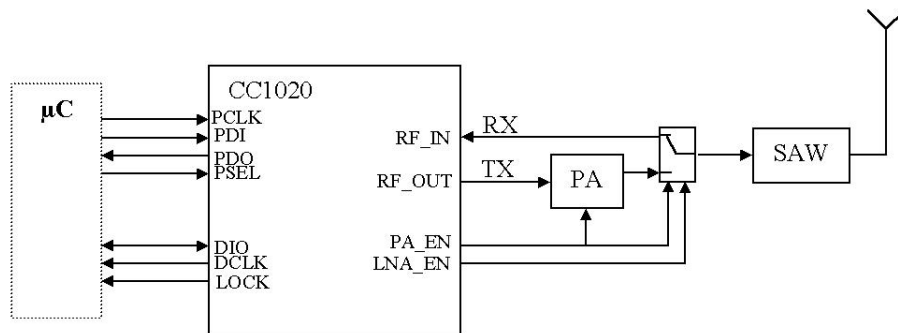 µC
CC1020
PCLK
PDI
PDO
PSEL
DIO
DCLK
LOCK
RF_IN
RF_OUT
PA_EN
LNA_EN
RX
TX
PA
SAW